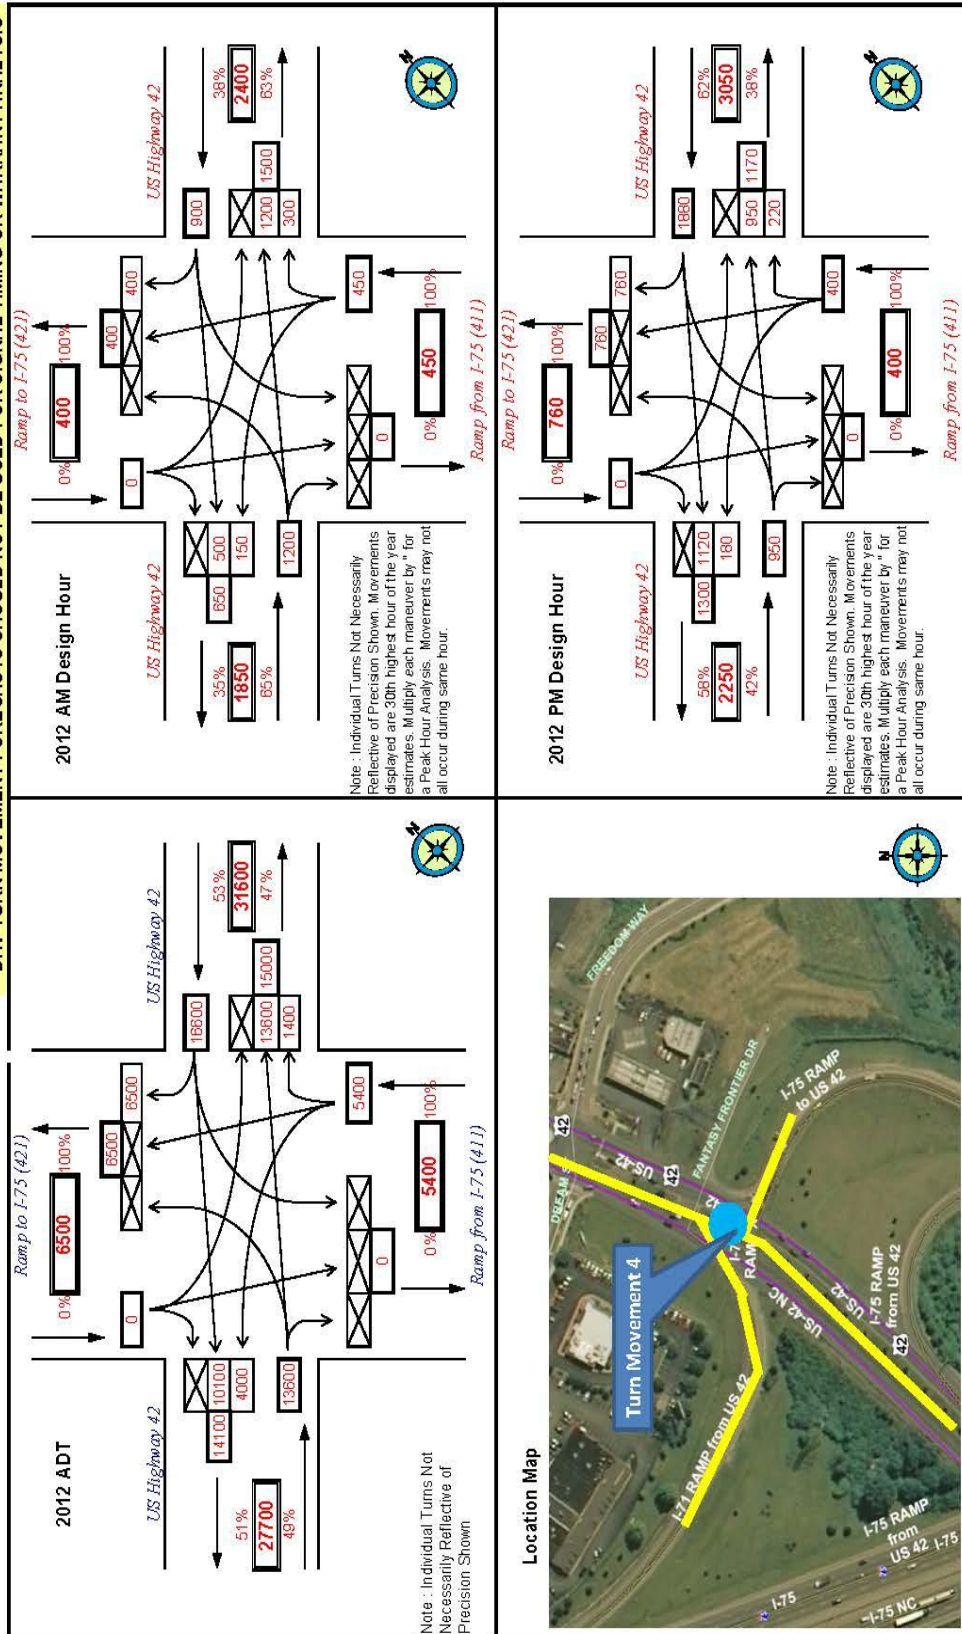 2012 ADT
Ramp to I-75 (421)
6500
0%
100%
0
6500
6500
US Highway 42
US Highway 42
51%
27700
49%
14100
10100
4000
13600
16600
13600
1400
15000
53%
31600
47%
0
5400
0%
100%
5400
Ramp from I-75 (411)
Note : Individual Turns Not
Necessarily Reflective of
Precision Shown
N
2012 AM Design Hour
Ramp to I-75 (421)
400
0%
100%
0
400
400
US Highway 42
US Highway 42
35%
1850
65%
650
500
150
1200
900
1200
300
1500
38%
2400
63%
0
450
0%
100%
450
Ramp from I-75 (411)
Note : Individual Turns Not Necessarily
Reflective of Precision Shown. Movements
displayed are 30th highest hour of the year
estimates. Multiply each maneuver by " for
a Peak Hour Analysis. Movements may not
all occur during same hour.
N
Location Map
N
FREEDOM WAY
FANTASY FRONTIER DR
42
US-42
42
I-75 RAMP
to US 42
Turn Movement 4
US-42 NC
US-42
I-75 RAMP
from US 42
42
I-71 RAMP from US 42
I-75 RAMP
from
US 42
I-75
I-75
I-75 NC
2012 PM Design Hour
Ramp to I-75 (421)
760
0%
100%
0
760
760
US Highway 42
US Highway 42
58%
2250
42%
1300
1120
180
950
1880
950
220
1170
62%
3050
38%
0
400
0%
100%
400
Ramp from I-75 (411)
Note : Individual Turns Not Necessarily
Reflective of Precision Shown. Movements
displayed are 30th highest hour of the year
estimates. Multiply each maneuver by " for
a Peak Hour Analysis. Movements may not
all occur during same hour.
N